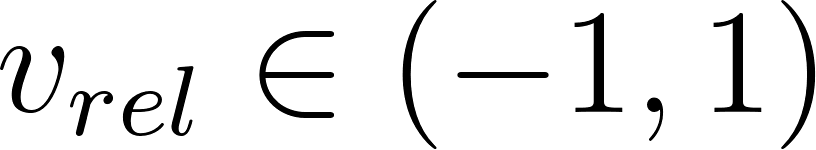 v_{rel} ∈ (−1, 1)